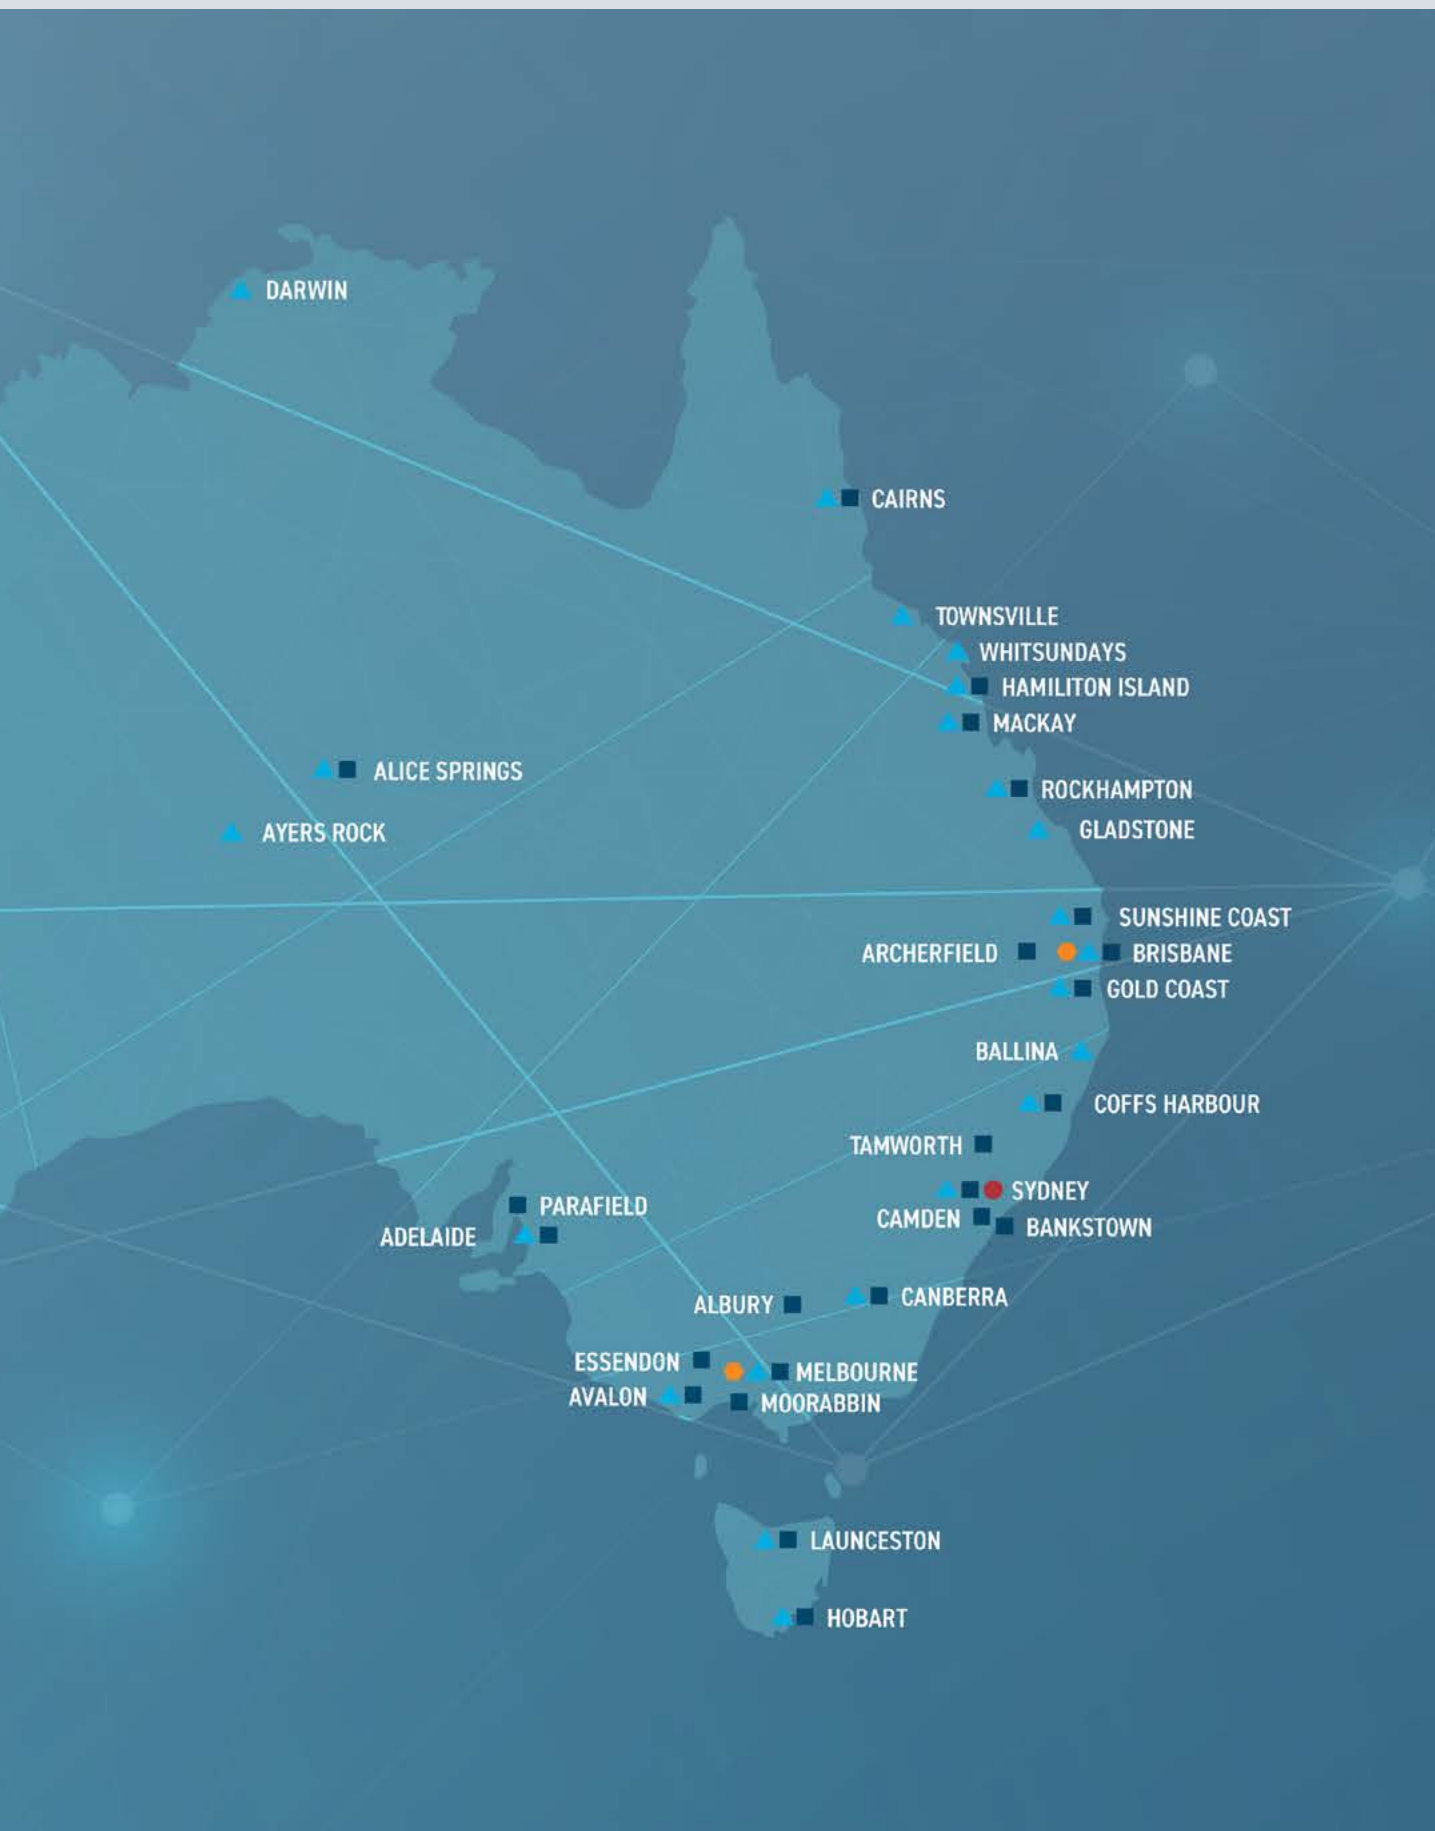 DARWIN
CAIRNS
TOWNSVILLE
WHITSUNDAYS
HAMILITON ISLAND
MACKAY
ALICE SPRINGS
ROCKHAMPTON
AYERS ROCK
GLADSTONE
SUNSHINE COAST
ARCHERFIELD
BRISBANE
GOLD COAST
BALLINA
COFFS HARBOUR
TAMWORTH
SYDNEY
PARAFIELD
CAMDEN
BANKSTOWN
ADELAIDE
ALBURY
CANBERRA
ESSENDON
MELBOURNE
AVALON
MOORABBIN
LAUNCESTON
HOBART